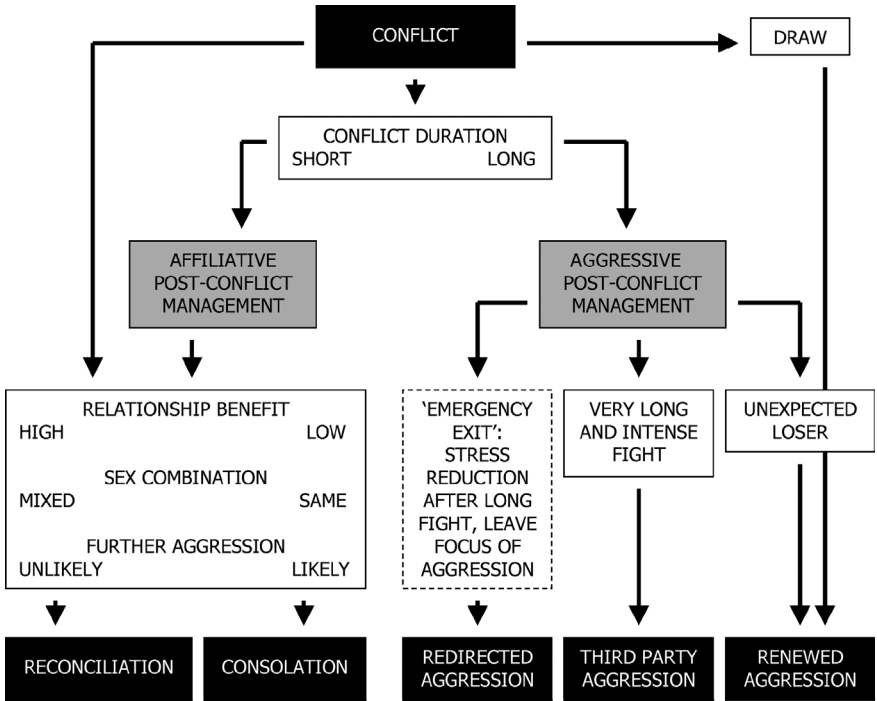 CONFLICT
DRAW
CONFLICT DURATION
SHORT LONG
AFFILIATIVE
POST-CONFLICT
MANAGEMENT
AGGRESSIVE
POST-CONFLICT
MANAGEMENT
RELATIONSHIP BENEFIT
HIGH LOW
SEX COMBINATION
MIXED SAME
FURTHER AGGRESSION
UNLIKELY LIKELY
‘EMERGENCY
EXIT’:
STRESS
REDUCTION
AFTER LONG
FIGHT, LEAVE
FOCUS OF
AGGRESSION
VERY LONG
AND INTENSE
FIGHT
UNEXPECTED
LOSER
RECONCILIATION
CONSOLATION
REDIRECTED
AGGRESSION
THIRD PARTY
AGGRESSION
RENEWED
AGGRESSION